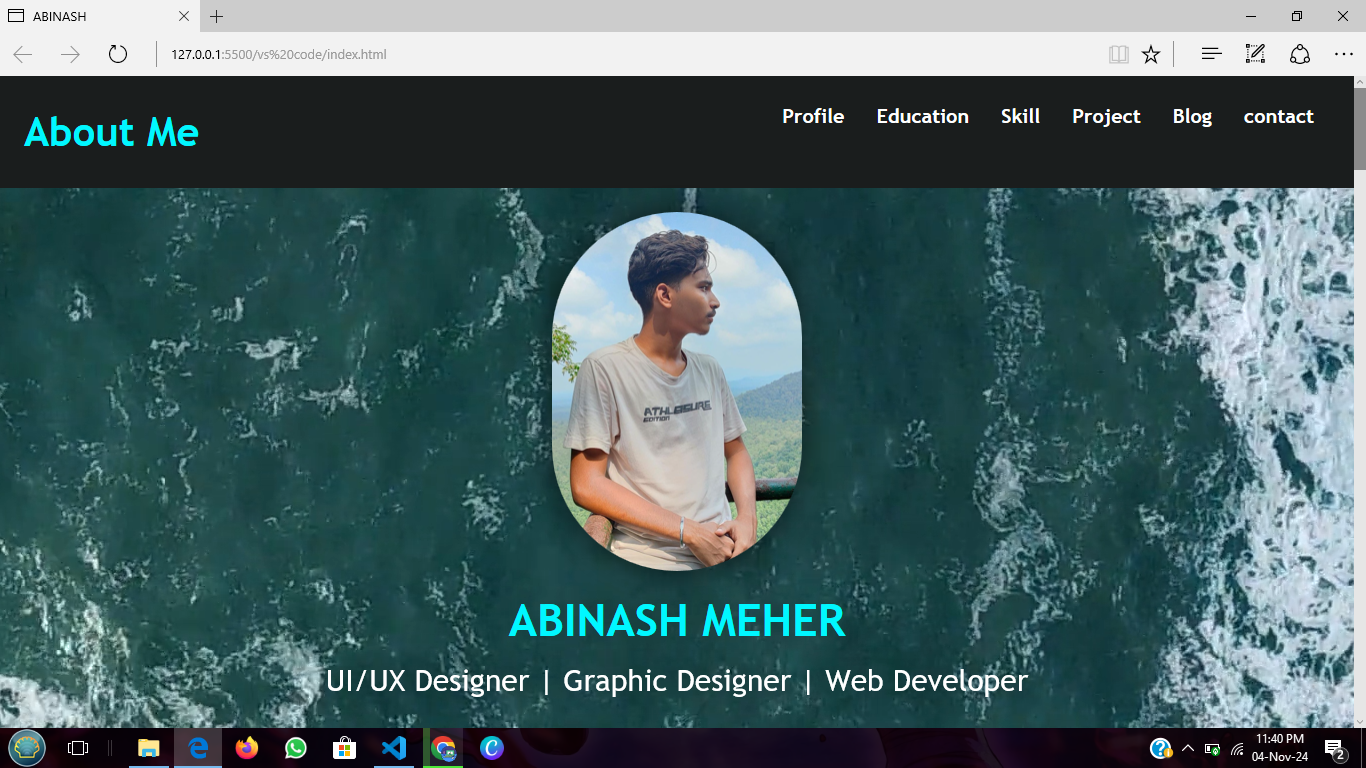 ABINASH
127.0.0.1:5500/vs%20code/index.html
About Me
Profile Education Skill Project Blog contact
ATHLEISURE
EDITION
ABINASH MEHER
UI/UX Designer | Graphic Designer | Web Developer
11:40 PM
04-Nov-24
2